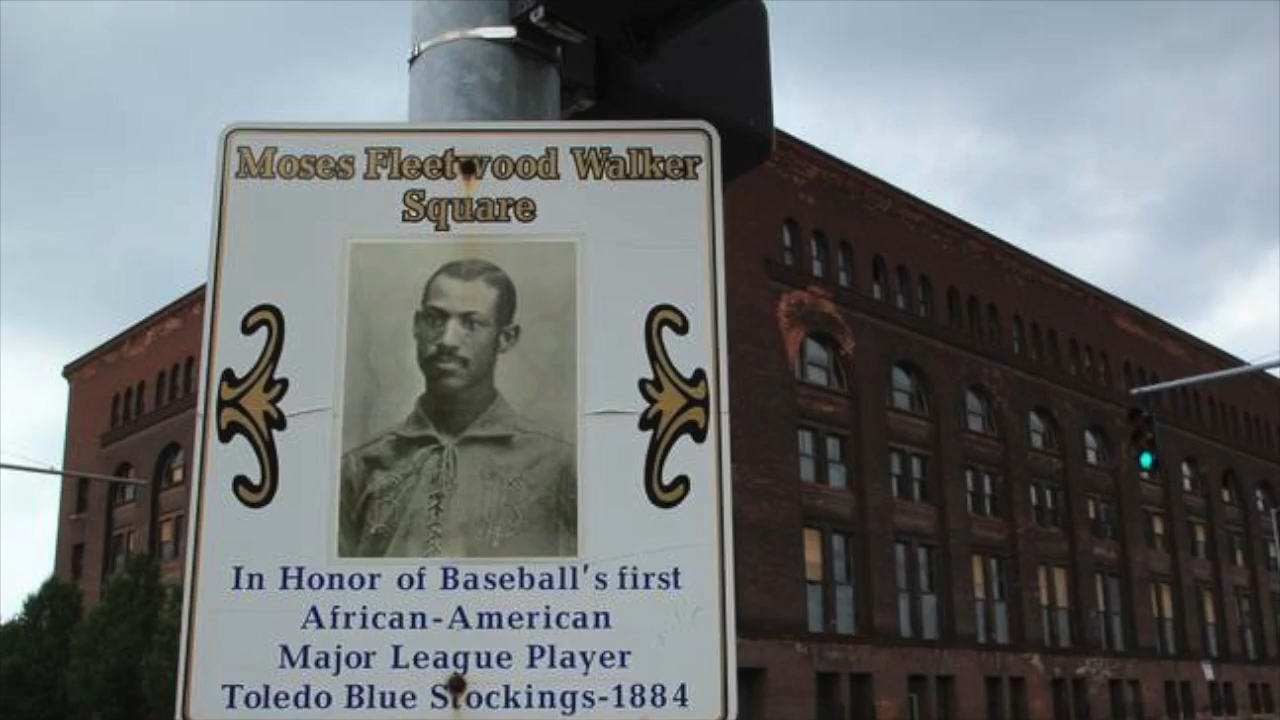 Moses Fleetwood Walker
Square
In Honor of Baseball's first
African-American
Major League Player
Toledo Blue Stockings-1884